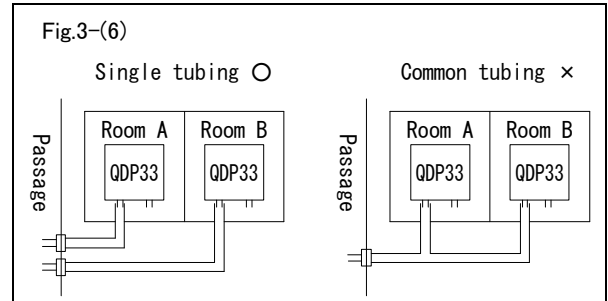 Fig.3-(6)
Single tubing ○
Common tubing ×
Passage
Room A
Room B
QDP33
QDP33
Passage
Room A
Room B
QDP33
QDP33